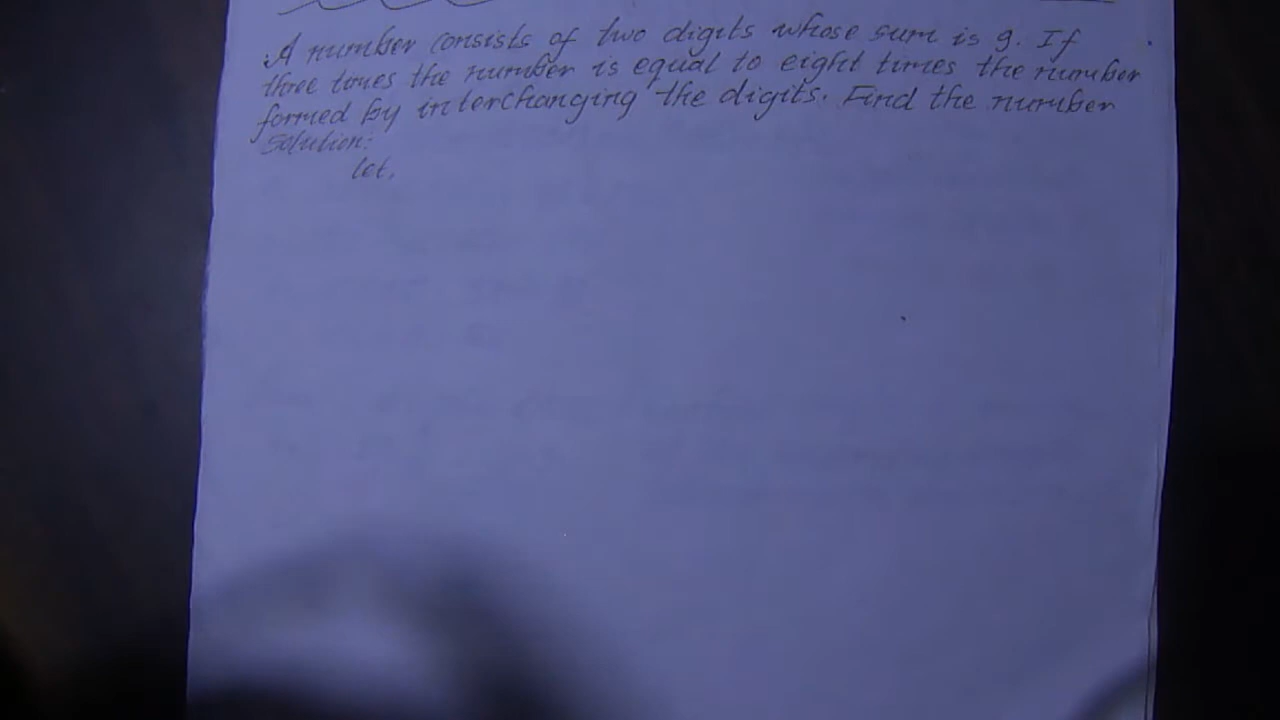 A number consists of two digits whose sum is 9. If
three times the number is equal to eight times the number
formed by interchanging the digits. Find the number
Solution:
let,